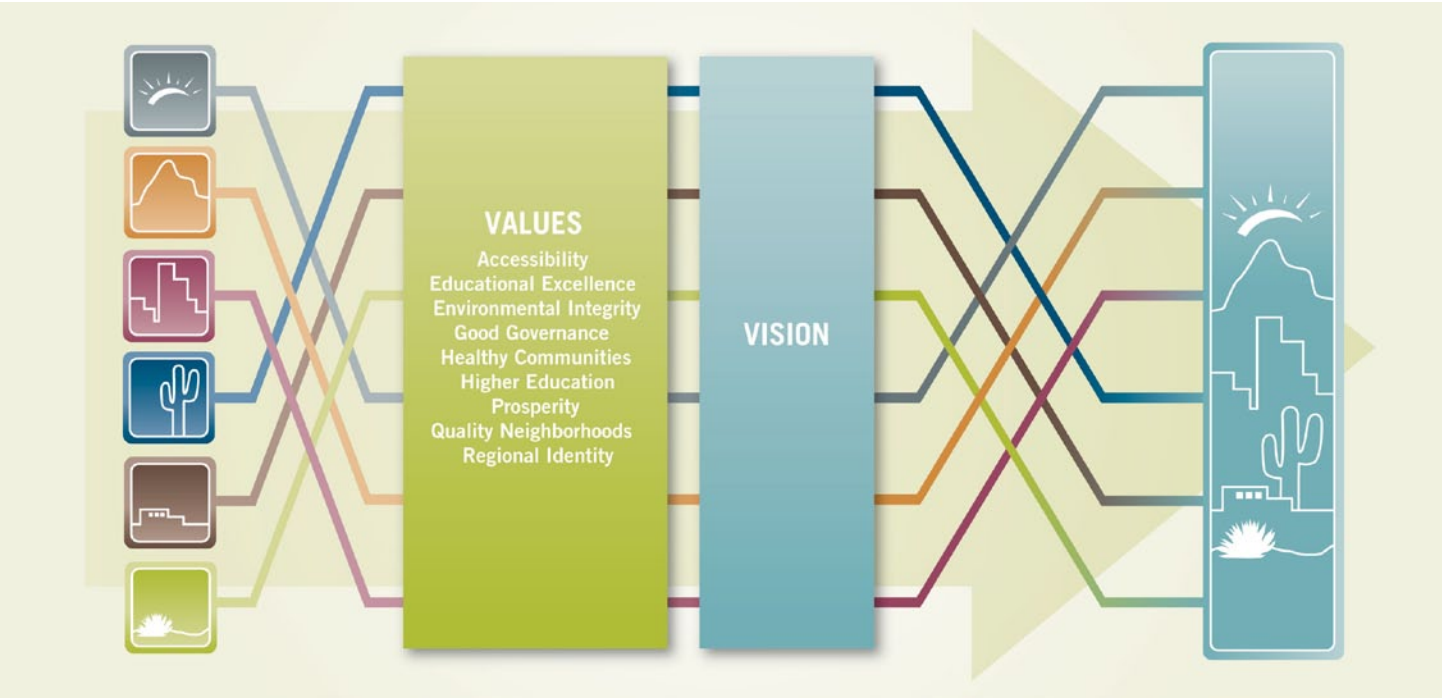 VALUES
Accessibility
Educational Excellence
Environmental Integrity
Good Governance
Healthy Communities
Higher Education
Prosperity
Quality Neighborhoods
Regional Identity
VISION